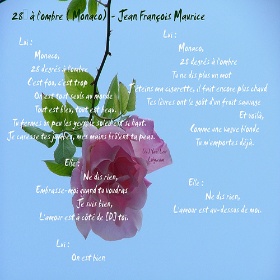 28° à l'ombre ( Monaco) - Jean François Maurice
Lui :
Monaco,
28 degrés à l'ombre
C'est fou, c'est trop
On est tout seuls au monde
Tout est bleu, tout est beau.
Tu fermes un peu les yeux, le soleil est si haut.
Je caresse tes jambes, mes mains brûlent ta peau.
Elle :
Ne dis rien,
Embrasse-moi quand tu voudras
Je suis bien,
L'amour est à côté de [D] toi.
Lui :
On est bien
Lui :
Monaco,
28 degrés à l'ombre
Tu ne dis plus un mot
J'éteins ma cigarette, il fait encore plus chaud
Tes lèvres ont le goût d'un fruit sauvage
Et voilà,
Comme une vague blonde
Tu m'emportes déjà.
Elle :
Ne dis rien,
L'amour est au-dessus de moi.